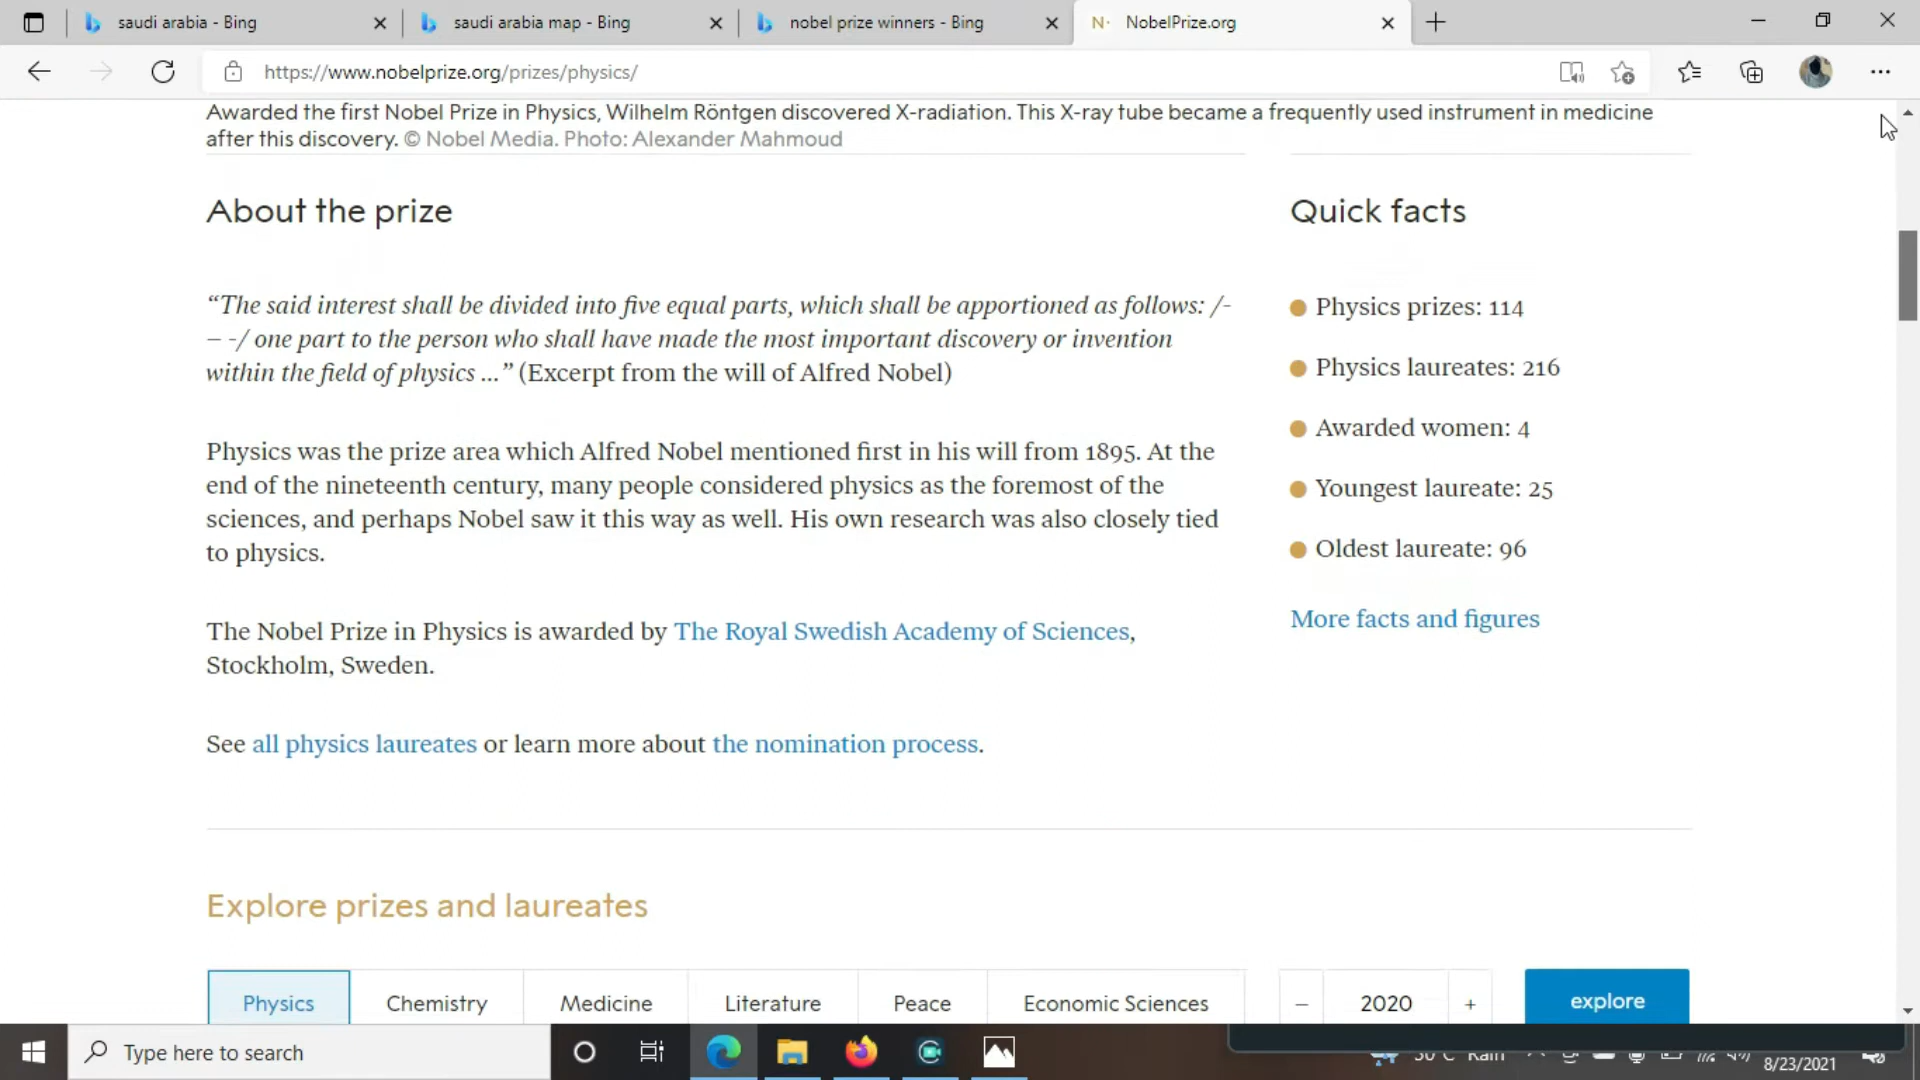 saudi arabia - Bing
saudi arabia map - Bing
nobel prize winners - Bing
N· NobelPrize.org
https://www.nobelprize.org/prizes/physics/
Awarded the first Nobel Prize in Physics, Wilhelm Röntgen discovered X-radiation. This X-ray tube became a frequently used instrument in medicine
after this discovery. © Nobel Media. Photo: Alexander Mahmoud
About the prize
“The said interest shall be divided into five equal parts, which shall be apportioned as follows: /-
– -/ one part to the person who shall have made the most important discovery or invention
within the field of physics ...” (Excerpt from the will of Alfred Nobel)
Physics was the prize area which Alfred Nobel mentioned first in his will from 1895. At the
end of the nineteenth century, many people considered physics as the foremost of the
sciences, and perhaps Nobel saw it this way as well. His own research was also closely tied
to physics.
The Nobel Prize in Physics is awarded by The Royal Swedish Academy of Sciences,
Stockholm, Sweden.
See all physics laureates or learn more about the nomination process.
Quick facts
Physics prizes: 114
Physics laureates: 216
Awarded women: 4
Youngest laureate: 25
Oldest laureate: 96
More facts and figures
Explore prizes and laureates
Physics
Chemistry
Medicine
Literature
Peace
Economic Sciences
– 2020 +
explore
Type here to search
30°C Rain
8/23/2021